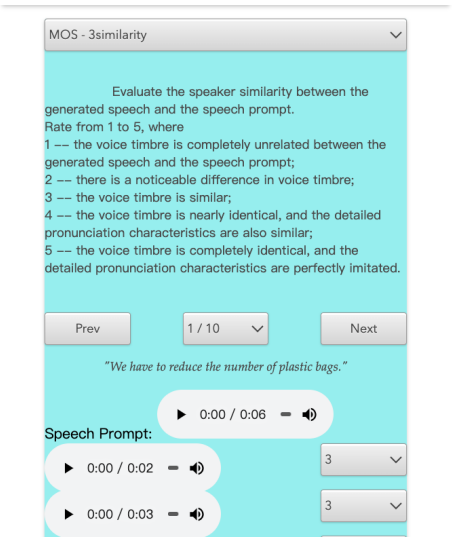 MOS - 3similarity
Evaluate the speaker similarity between the
generated speech and the speech prompt.
Rate from 1 to 5, where
1 —— the voice timbre is completely unrelated between the
generated speech and the speech prompt;
2 —— there is a noticeable difference in voice timbre;
3 —— the voice timbre is similar;
4 —— the voice timbre is nearly identical, and the detailed
pronunciation characteristics are also similar;
5 —— the voice timbre is completely identical, and the
detailed pronunciation characteristics are perfectly imitated.
Prev 1 / 10 Next
"We have to reduce the number of plastic bags."
0:00 / 0:06
Speech Prompt:
0:00 / 0:02 3
0:00 / 0:03 3